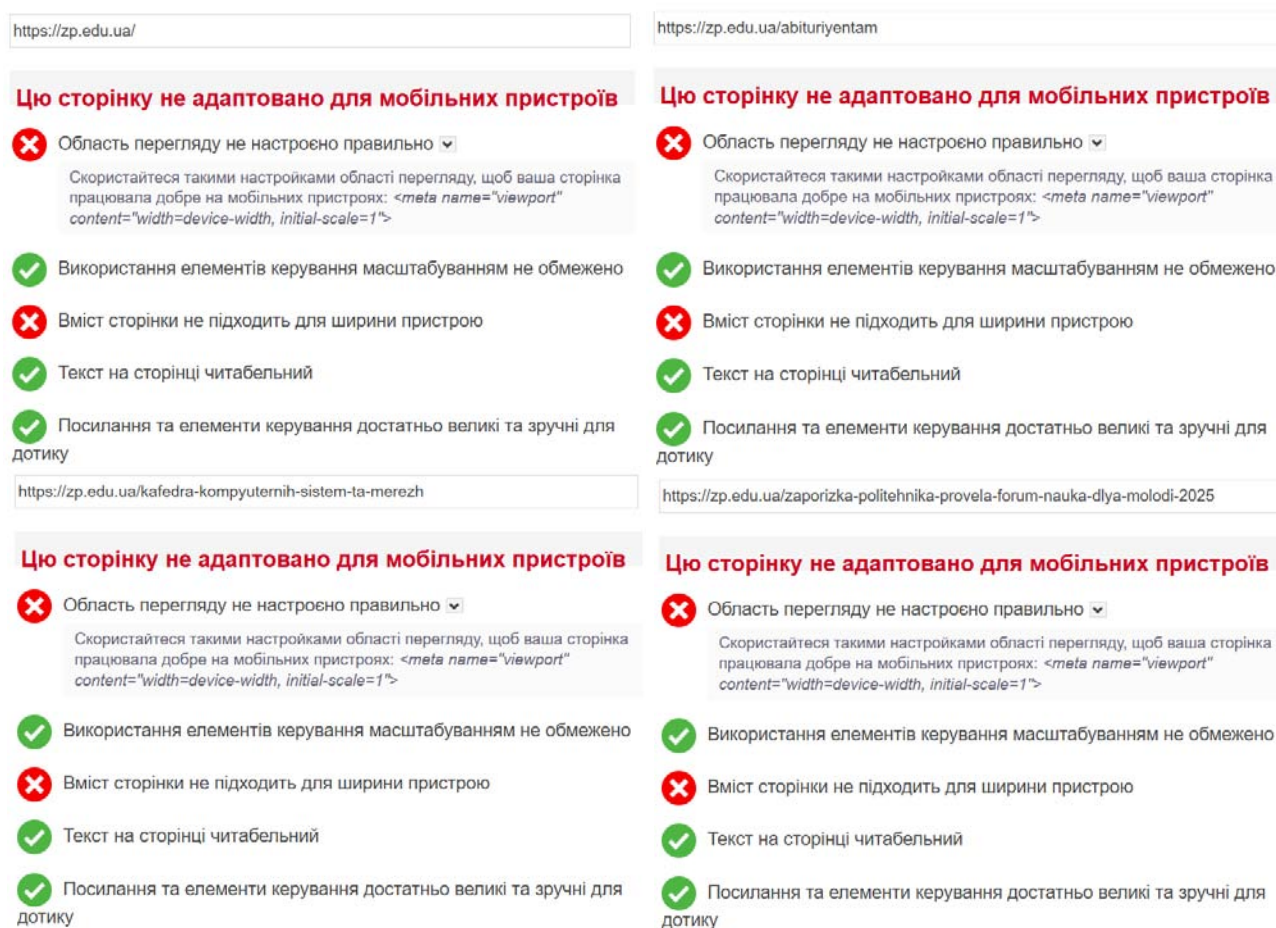 https://zp.edu.ua/
Цю сторінку не адаптовано для мобільних пристроїв
Область перегляду не настроєно правильно
Скористайтеся такими настройками області перегляду, щоб ваша сторінка
працювала добре на мобільних пристроях: <meta name="viewport"
content="width=device-width, initial-scale=1">
Використання елементів керування масштабуванням не обмежено
Вміст сторінки не підходить для ширини пристрою
Текст на сторінці читабельний
Посилання та елементи керування достатньо великі та зручні для
дотику
https://zp.edu.ua/abituriyentam
Цю сторінку не адаптовано для мобільних пристроїв
Область перегляду не настроєно правильно
Скористайтеся такими настройками області перегляду, щоб ваша сторінка
працювала добре на мобільних пристроях: <meta name="viewport"
content="width=device-width, initial-scale=1">
Використання елементів керування масштабуванням не обмежено
Вміст сторінки не підходить для ширини пристрою
Текст на сторінці читабельний
Посилання та елементи керування достатньо великі та зручні для
дотику
https://zp.edu.ua/kafedra-kompyuternih-sistem-ta-merezh
Цю сторінку не адаптовано для мобільних пристроїв
Область перегляду не настроєно правильно
Скористайтеся такими настройками області перегляду, щоб ваша сторінка
працювала добре на мобільних пристроях: <meta name="viewport"
content="width=device-width, initial-scale=1">
Використання елементів керування масштабуванням не обмежено
Вміст сторінки не підходить для ширини пристрою
Текст на сторінці читабельний
Посилання та елементи керування достатньо великі та зручні для
дотику
https://zp.edu.ua/zaporizka-politehnika-provela-forum-nauka-dlya-molodi-2025
Цю сторінку не адаптовано для мобільних пристроїв
Область перегляду не настроєно правильно
Скористайтеся такими настройками області перегляду, щоб ваша сторінка
працювала добре на мобільних пристроях: <meta name="viewport"
content="width=device-width, initial-scale=1">
Використання елементів керування масштабуванням не обмежено
Вміст сторінки не підходить для ширини пристрою
Текст на сторінці читабельний
Посилання та елементи керування достатньо великі та зручні для
дотику